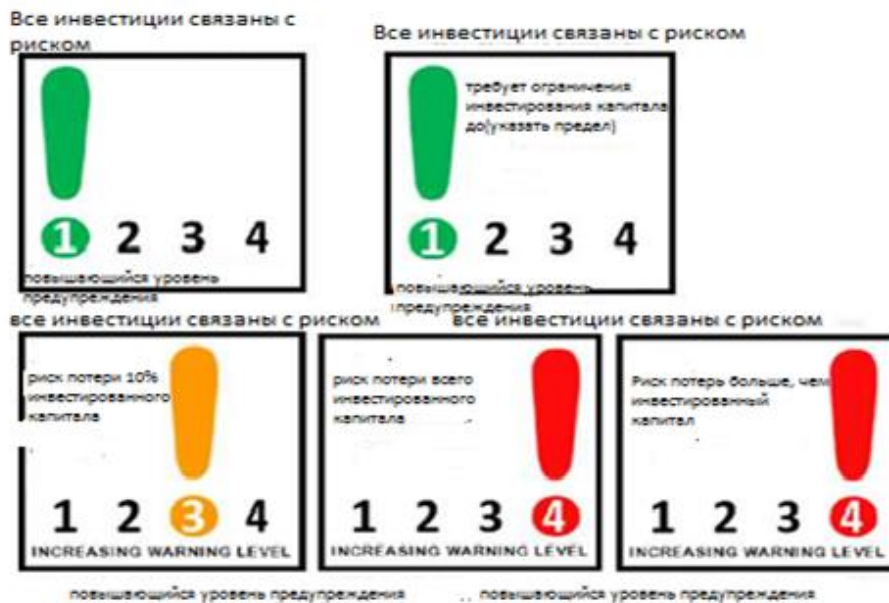 Все инвестиции связаны с
риском
Все инвестиции связаны с риском
требует ограничения
инвестирования капитала
до(указать предел)
1 2 3 4
повышающийся уровень
предупреждения
1 2 3 4
повышающийся уровень
предупреждения
все инвестиции связаны с риском
все инвестиции связаны с риском
риск потери 10%
инвестированного
капитала
1 2 3 4
INCREASING WARNING LEVEL
риск потери всего
инвестированного
капитала
1 2 3 4
INCREASING WARNING LEVEL
Риск потерь больше, чем
инвестированный
капитал
1 2 3 4
INCREASING WARNING LEVEL
повышающийся уровень предупреждения
повышающийся уровень предупреждения